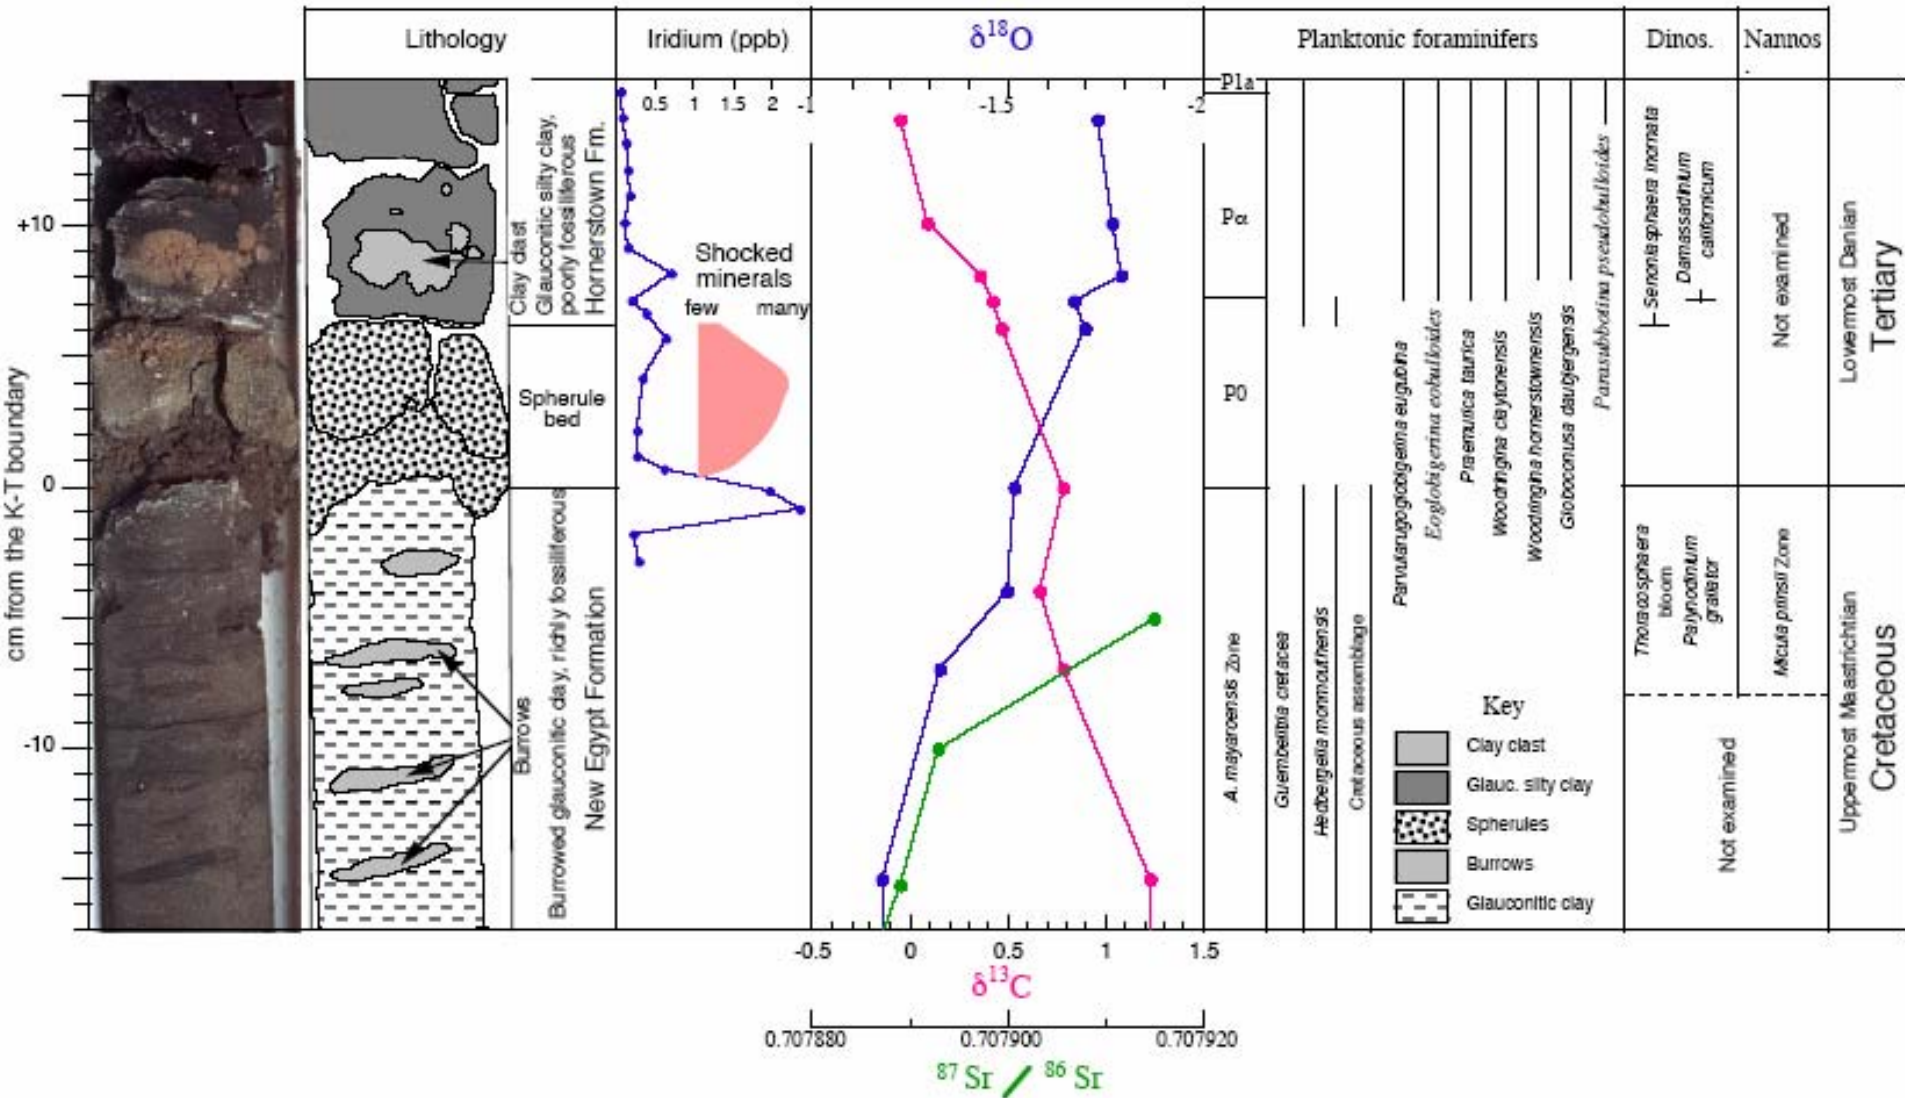 Lithology
Iridium (ppb)
δ18O
Planktonic foraminifers
Dinos.
Nannos
.
0.5 1 1.5 2
-1 -1.5 -2
P1a
cm from the K-T boundary
+10
0
-10
Clay clast
Glauconitic silty clay,
poorly fossiliferous
Hornerstown Fm.
Spherule
bed
Burrows
Burrowed glauconitic clay, richly fossiliferous
New Egypt Formation
Shocked
minerals
few many
Pα
P0
A. mayaroensis Zone
Guembelitria cretacea
Hedbergella monmouthensis
Cretaceous assemblage
Parvularugoglobigerina eugubina
Eoglobigerina eobulloides
Praemurica taurica
Woodringina claytonensis
Woodringina hornerstownensis
Globoconusa daubjergensis
Parasubbotina pseudobulloides
Senoniasphaera inornata
Damassadinium
californicum
Not examined
Lowermost Danian
Tertiary
Thoracosphaera
bloom
Palynodinium
grallator
Micula prinsii Zone
Not examined
Uppermost Maastrichtian
Cretaceous
Key
Clay clast
Glauc. silty clay
Spherules
Burrows
Glauconitic clay
-0.5 0 0.5 1 1.5
δ13C
0.707880 0.707900 0.707920
87 Sr / 86 Sr